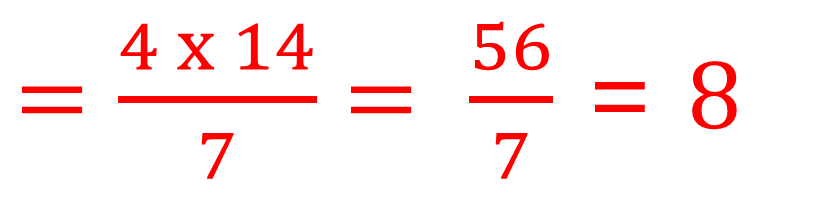 = 4 x 14 / 7 = 56 / 7 = 8